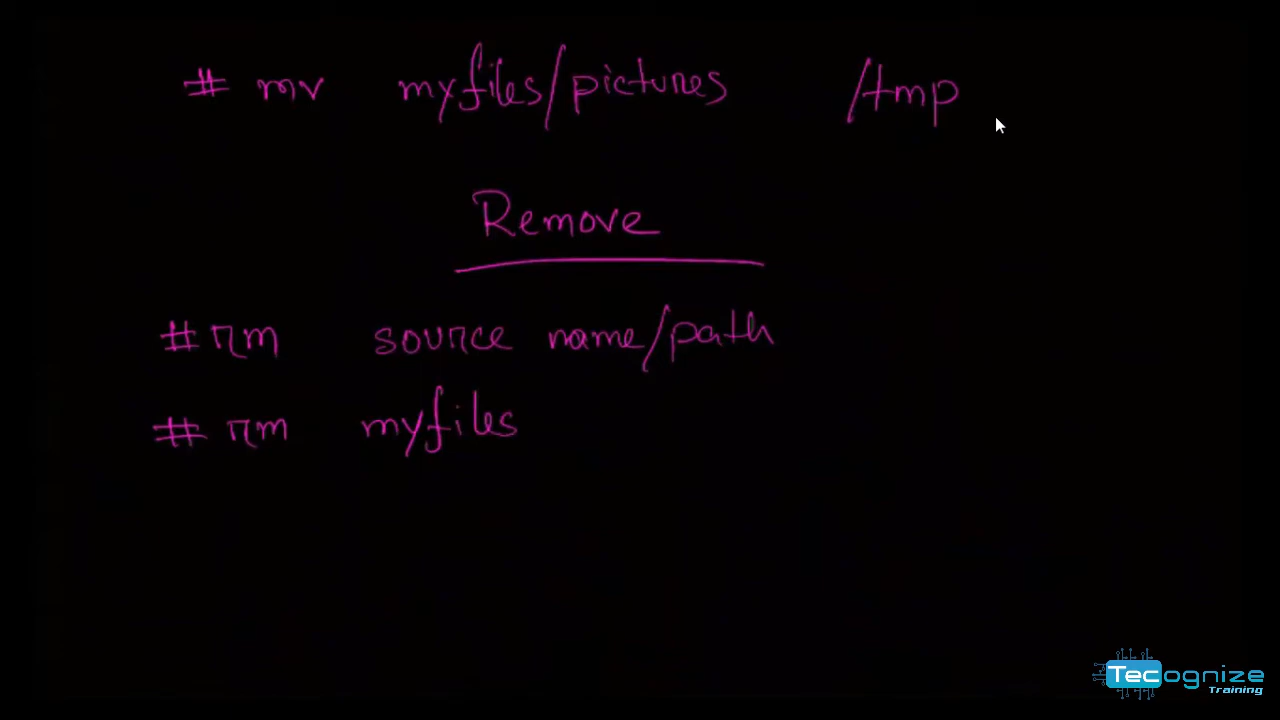 # mv myfiles/pictures /tmp
Remove
# rm source name/path
# rm myfiles
Tecognize
Training